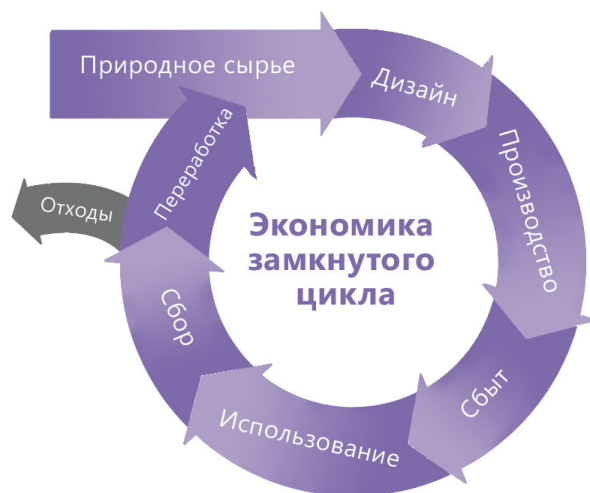 Природное сырье
Дизайн
Производство
Сбыт
Использование
Сбор
Переработка
Отходы
Экономика
замкнутого
цикла